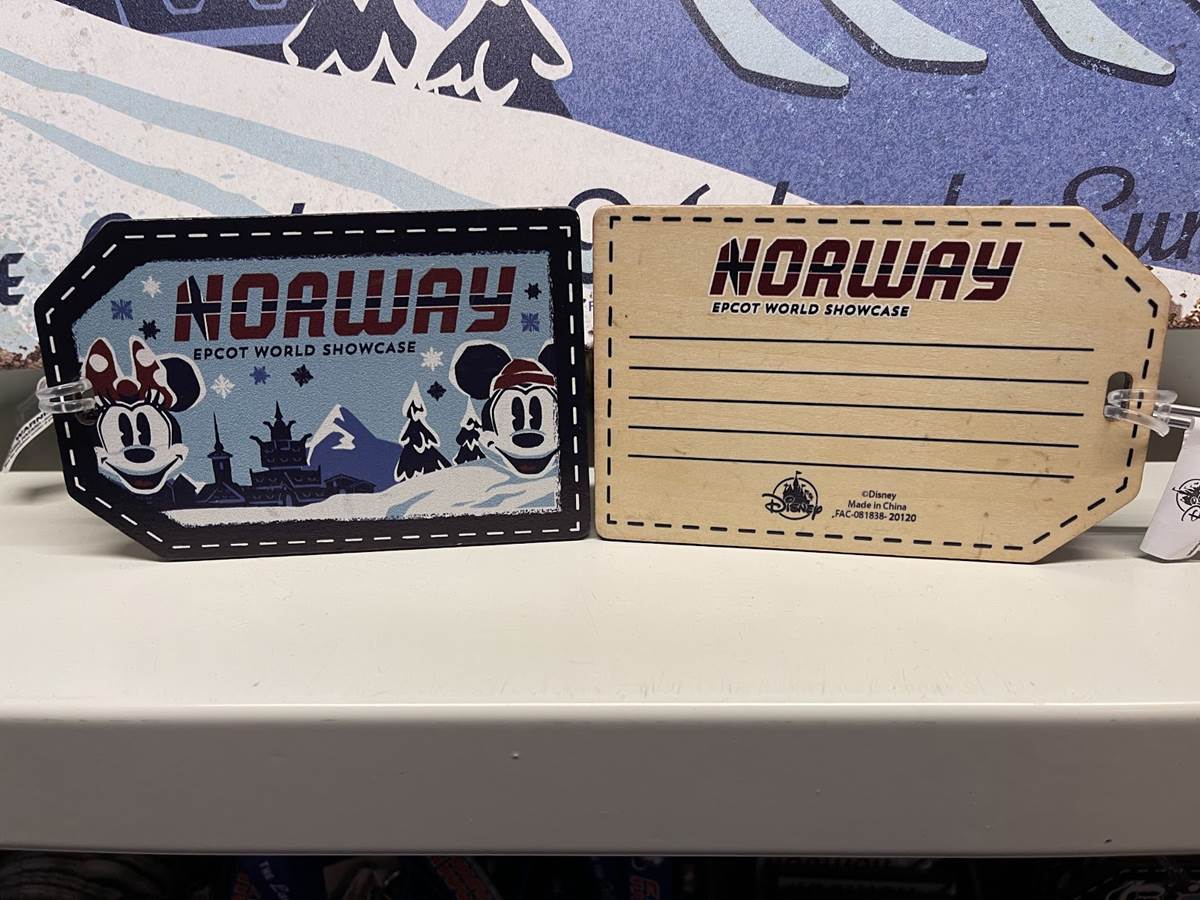 NORWAY
EPCOT WORLD SHOWCASE
NORWAY
EPCOT WORLD SHOWCASE
Disney
©Disney
Made in China
FAC-081838-20120